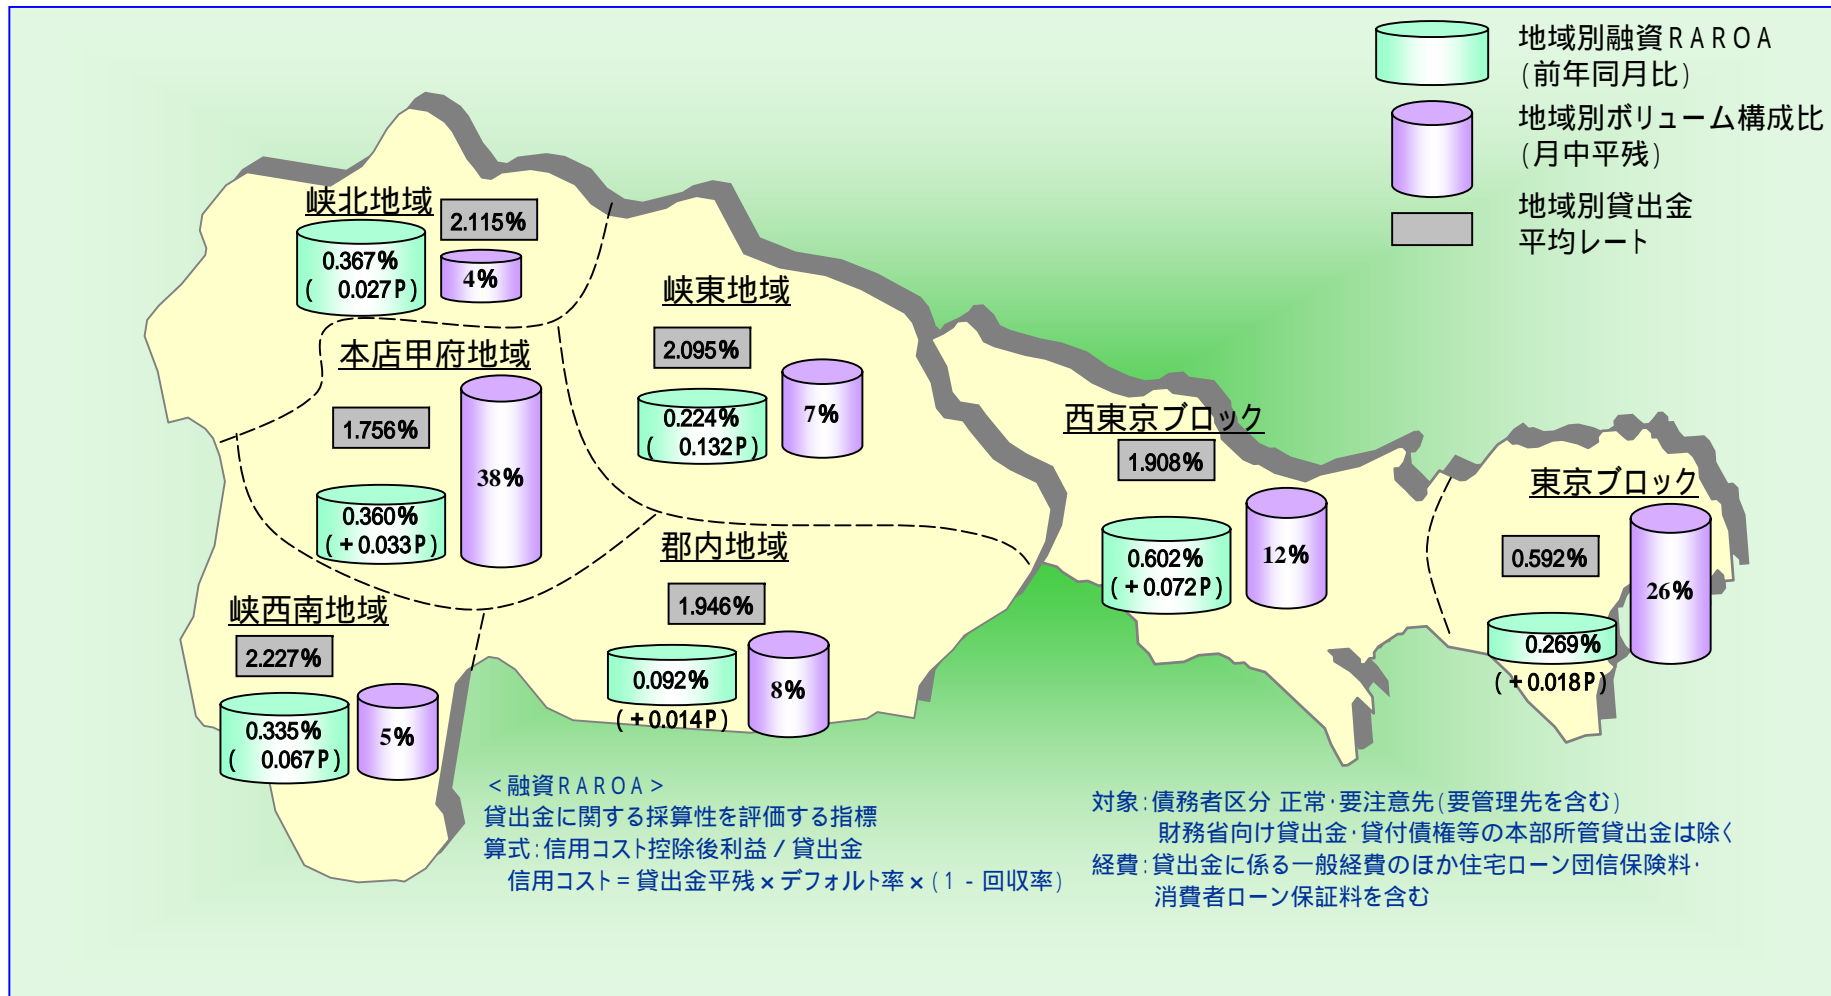 地域別融資RAROA
(前年同月比)
地域別ボリューム構成比
(月中平残)
地域別貸出金
平均レート
峡北地域
2.115%
0.367%
( 0.027P)
4%
峡東地域
2.095%
0.224%
( 0.132P)
7%
本店甲府地域
1.756%
0.360%
(+0.033P)
38%
西東京ブロック
1.908%
0.602%
(+0.072P)
12%
東京ブロック
0.592%
0.269%
(+0.018P)
26%
郡内地域
1.946%
0.092%
(+0.014P)
8%
峡西南地域
2.227%
0.335%
( 0.067P)
5%
<融資RAROA>
貸出金に関する採算性を評価する指標
算式:信用コスト控除後利益/貸出金
信用コスト=貸出金平残×デフォルト率×(1-回収率)
対象:債務者区分 正常・要注意先(要管理先を含む)
財務省向け貸出金・貸付債権等の本部所管貸出金は除く
経費:貸出金に係る一般経費のほか住宅ローン団信保険料・
消費者ローン保証料を含む